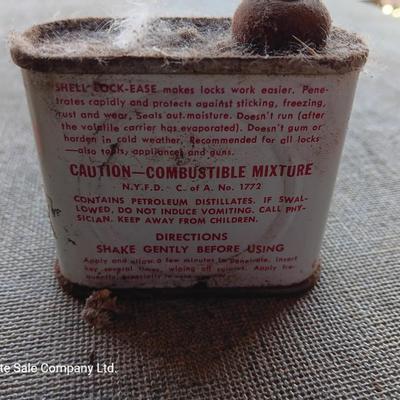 SHELL LOCK-EASE makes locks work easier. Pene-
trates rapidly and protects against sticking, freezing,
rust and wear. Seals out moisture. Doesn't run (after
the volatile carrier has evaporated). Doesn't gum or
harden in cold weather. Recommended for all locks
—also tools, appliances and guns.
CAUTION—COMBUSTIBLE MIXTURE
N.Y.F.D. - C. of A. No. 1772
CONTAINS PETROLEUM DISTILLATES. IF SWAL-
LOWED, DO NOT INDUCE VOMITING. CALL PHY-
SICIAN. KEEP AWAY FROM CHILDREN.
DIRECTIONS
SHAKE GENTLY BEFORE USING
Apply and allow a few minutes to penetrate, insert
key several times, wiping off surplus. Apply fre-
quently, especially
te Sale Company Ltd.